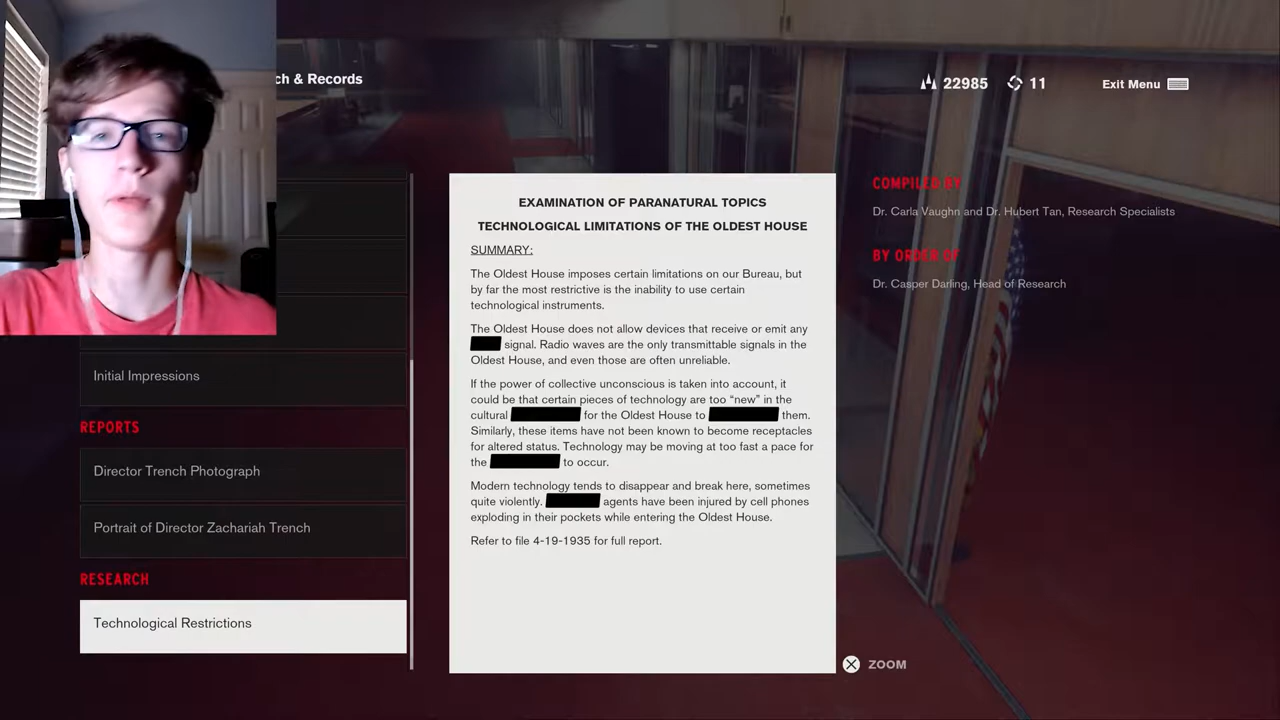 ch & Records
22985
11
Exit Menu
Initial Impressions
REPORTS
Director Trench Photograph
Portrait of Director Zachariah Trench
RESEARCH
Technological Restrictions
EXAMINATION OF PARANATURAL TOPICS
TECHNOLOGICAL LIMITATIONS OF THE OLDEST HOUSE
SUMMARY:
The Oldest House imposes certain limitations on our Bureau, but
by far the most restrictive is the inability to use certain
technological instruments.
The Oldest House does not allow devices that receive or emit any
signal. Radio waves are the only transmittable signals in the
Oldest House, and even those are often unreliable.
If the power of collective unconscious is taken into account, it
could be that certain pieces of technology are too “new” in the
cultural for the Oldest House to them.
Similarly, these items have not been known to become receptacles
for altered status. Technology may be moving at too fast a pace for
the to occur.
Modern technology tends to disappear and break here, sometimes
quite violently. agents have been injured by cell phones
exploding in their pockets while entering the Oldest House.
Refer to file 4-19-1935 for full report.
COMPILED BY
Dr. Carla Vaughn and Dr. Hubert Tan, Research Specialists
BY ORDER OF
Dr. Casper Darling, Head of Research
ZOOM